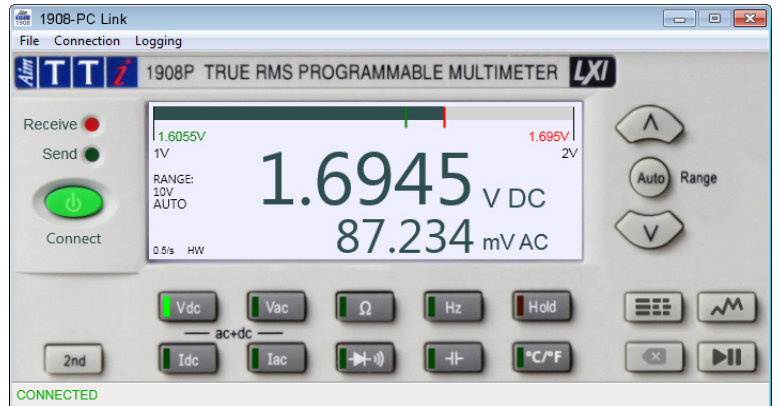 1908-PC Link
File Connection Logging
Aim TTi 1908P TRUE RMS PROGRAMMABLE MULTIMETER LXI
Receive
Send
Connect
1.6055V 1.695V
1V 2V
RANGE:
10V
AUTO
1.6945 V DC
87.234 mV AC
0.5/s HW
Auto Range
Vdc Vac Ω Hz Hold
ac+dc
2nd Idc Iac °C/°F
CONNECTED